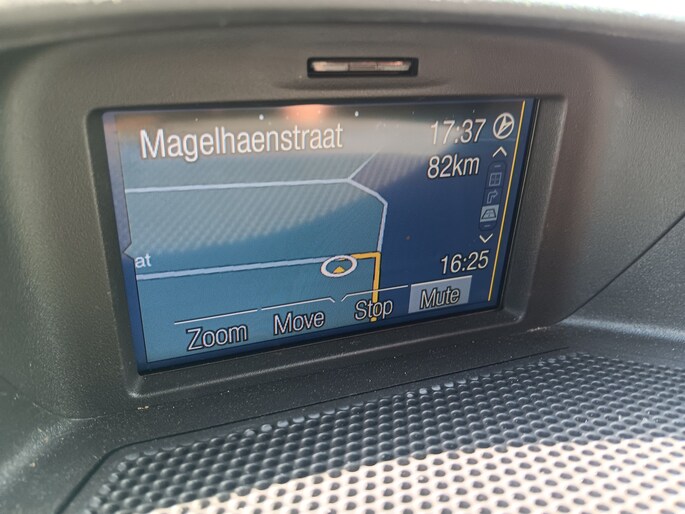 Magelhaenstraat
17:37
82km
at
16:25
Zoom
Move
Stop
Mute